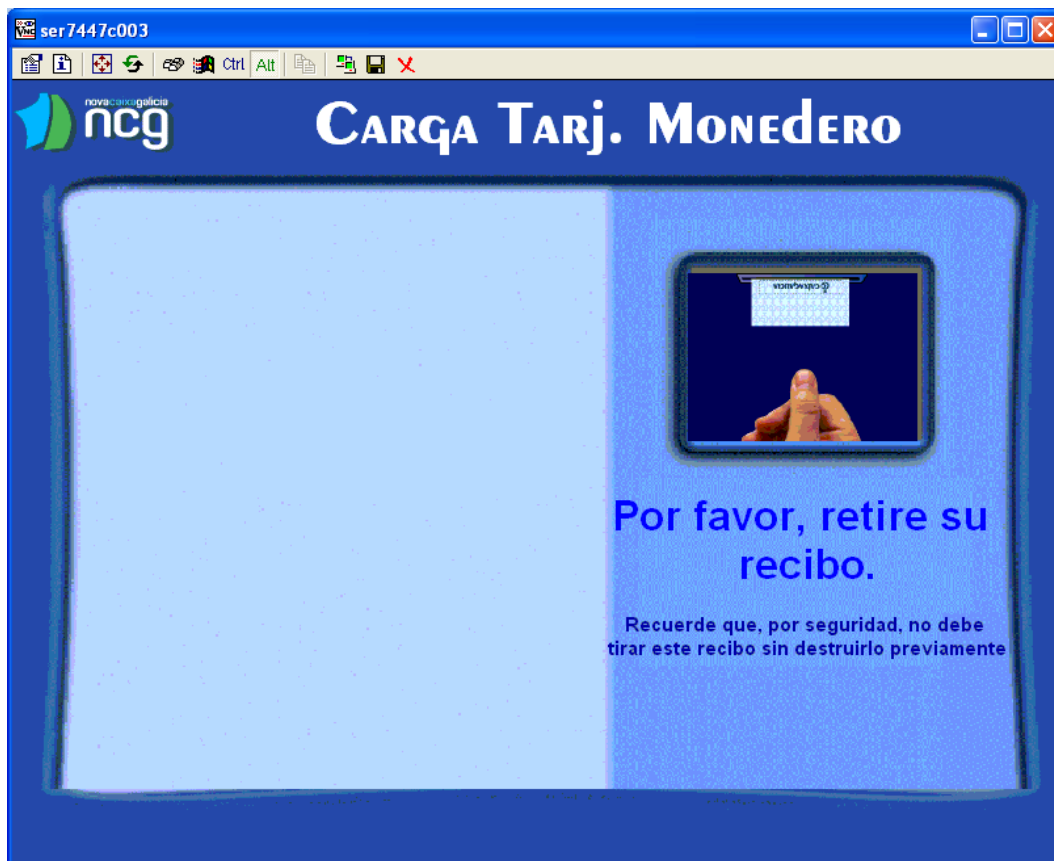 ser7447c003
Ctrl Alt
novacaixagalicia
ncg
CARGA TARJ. MONEDERO
Por favor, retire su
recibo.
Recuerde que, por seguridad, no debe
tirar este recibo sin destruirlo previamente